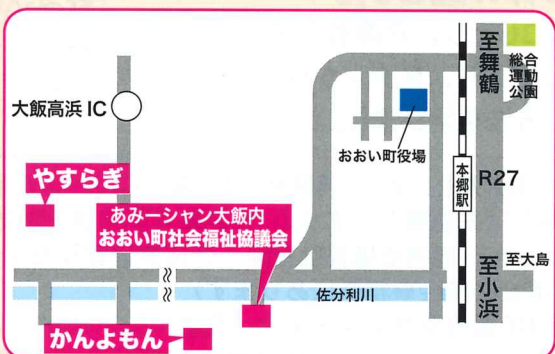 大飯高浜 IC
やすらぎ
あみーシャン大飯内
おおい町社会福祉協議会
かんよもん
佐分利川
おおい町役場
本郷駅
至舞鶴
R27
至小浜
総合
運動
公園
至大島